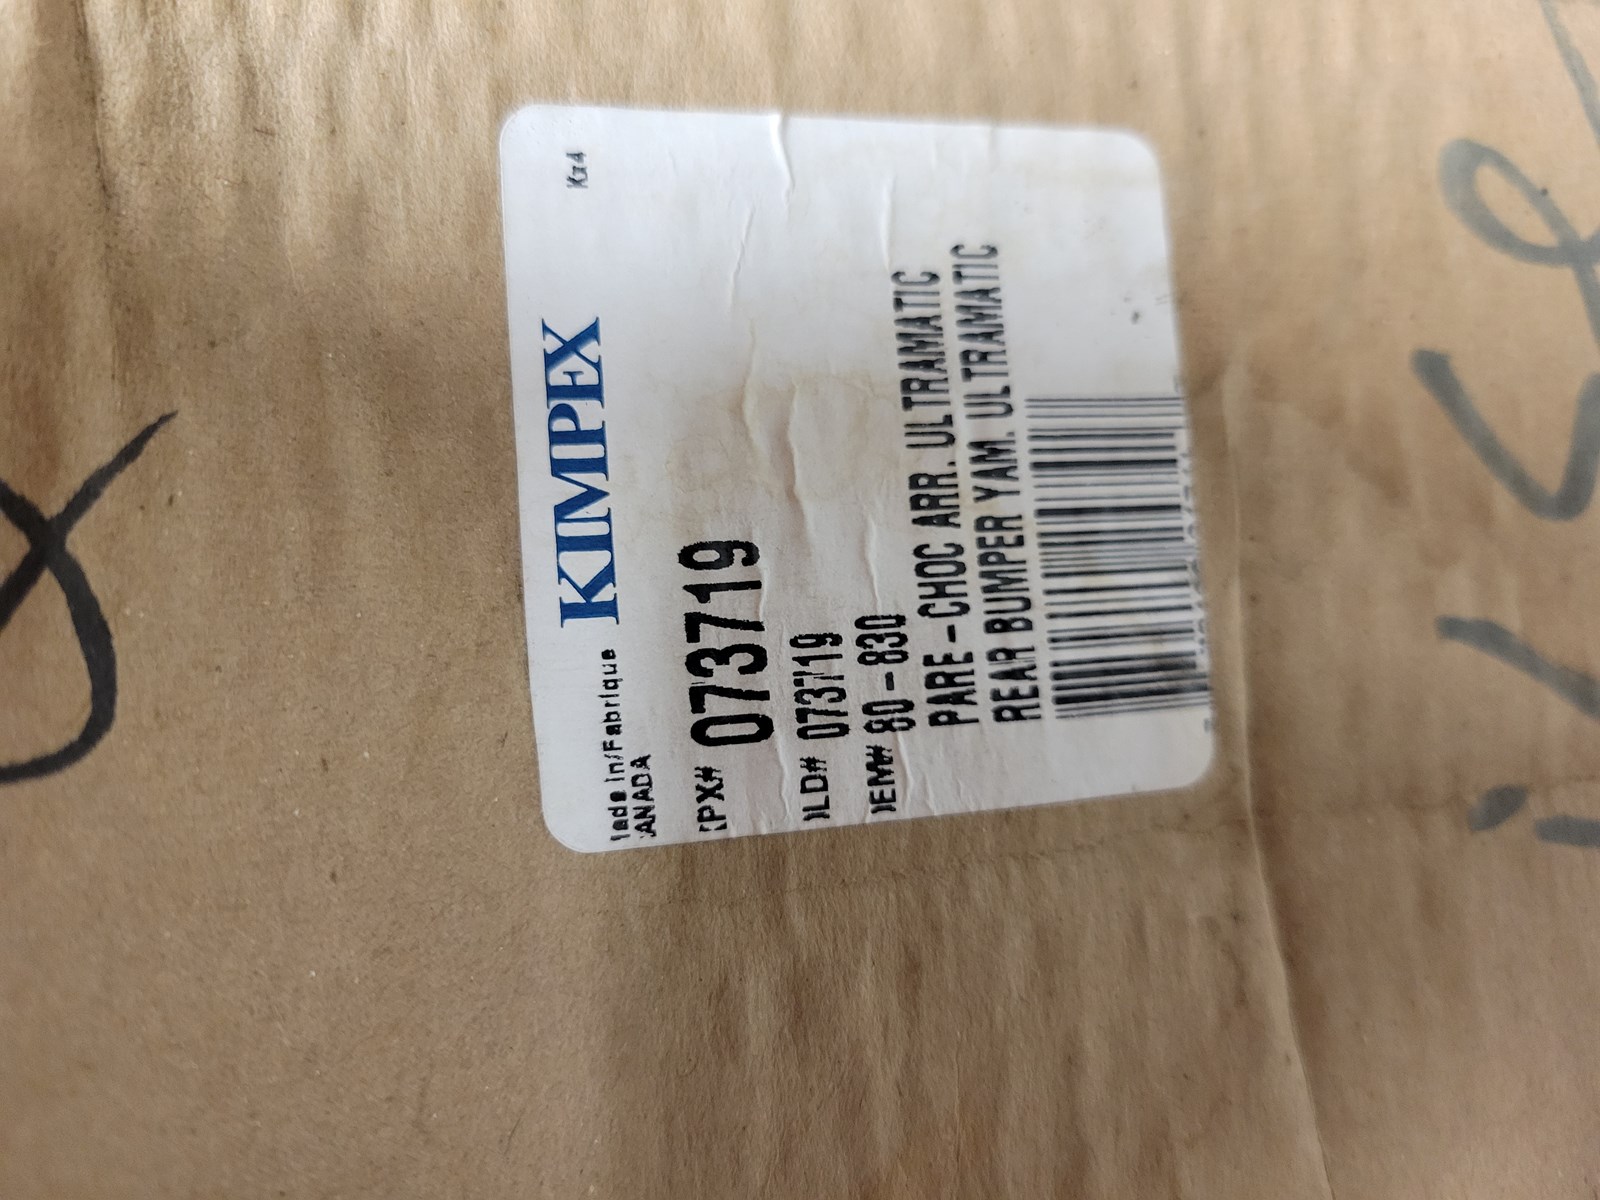 KIMPEX
Kr4
lade in/Fabrique
ANADA
PX# 073719
LD# 073719
EM# 80-830
PARE-CHOC ARR. ULTRAMATIC
REAR BUMPER YAM. ULTRAMATIC